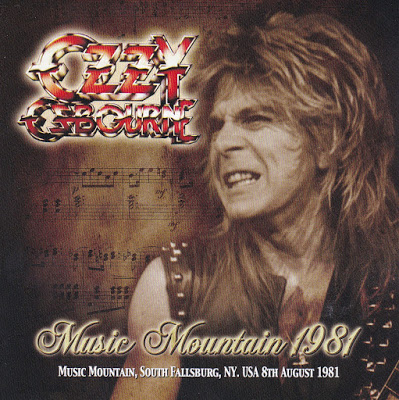 OZZY
OSBOURNE
Music Mountain 1981
MUSIC MOUNTAIN, SOUTH FALLSBURG, NY. USA 8TH AUGUST 1981